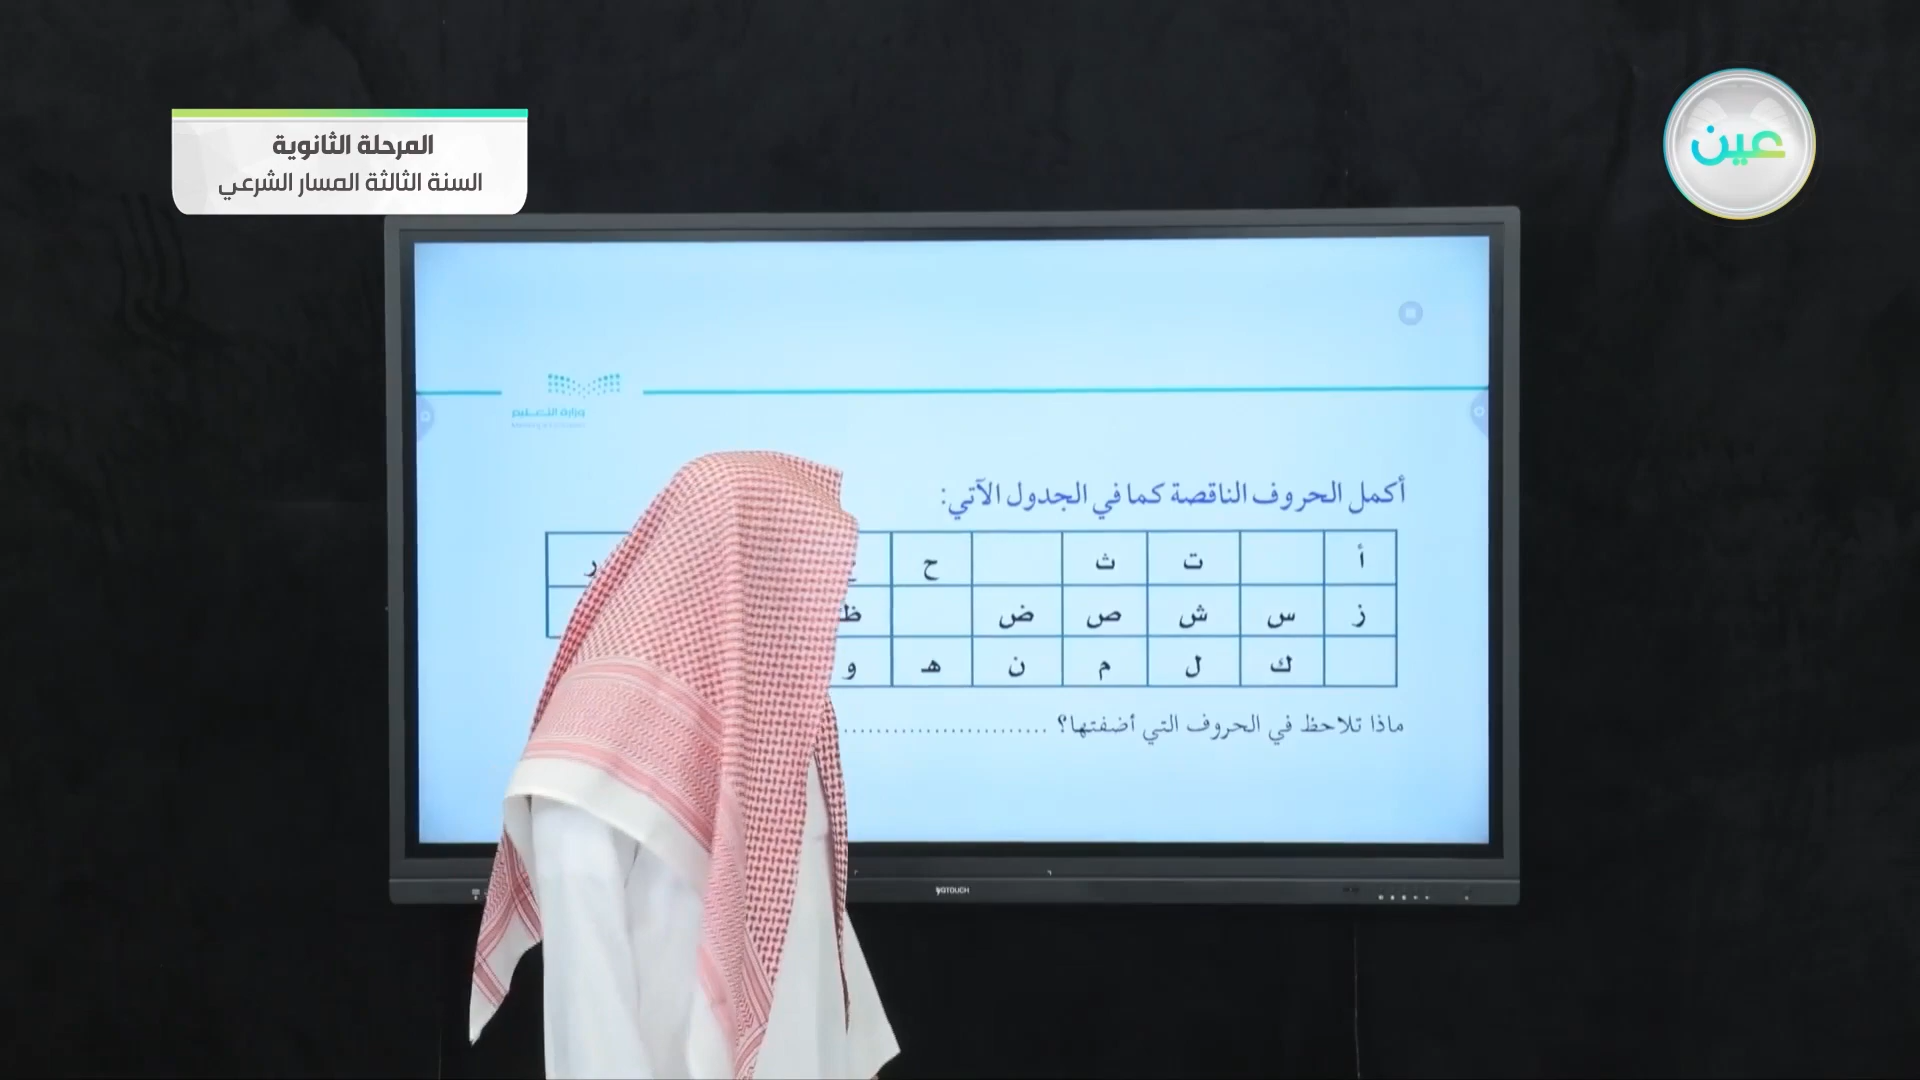 المرحلة الثانوية
السنة الثالثة المسار الشرعي
عين
وزارة التعليم
أكمل الحروف الناقصة كما في الجدول الآتي:
أ ت ث ح ر
ز س ش ص ض ظ
ك ل م ن هـ و
ماذا تلاحظ في الحروف التي أضفتها؟ ........................